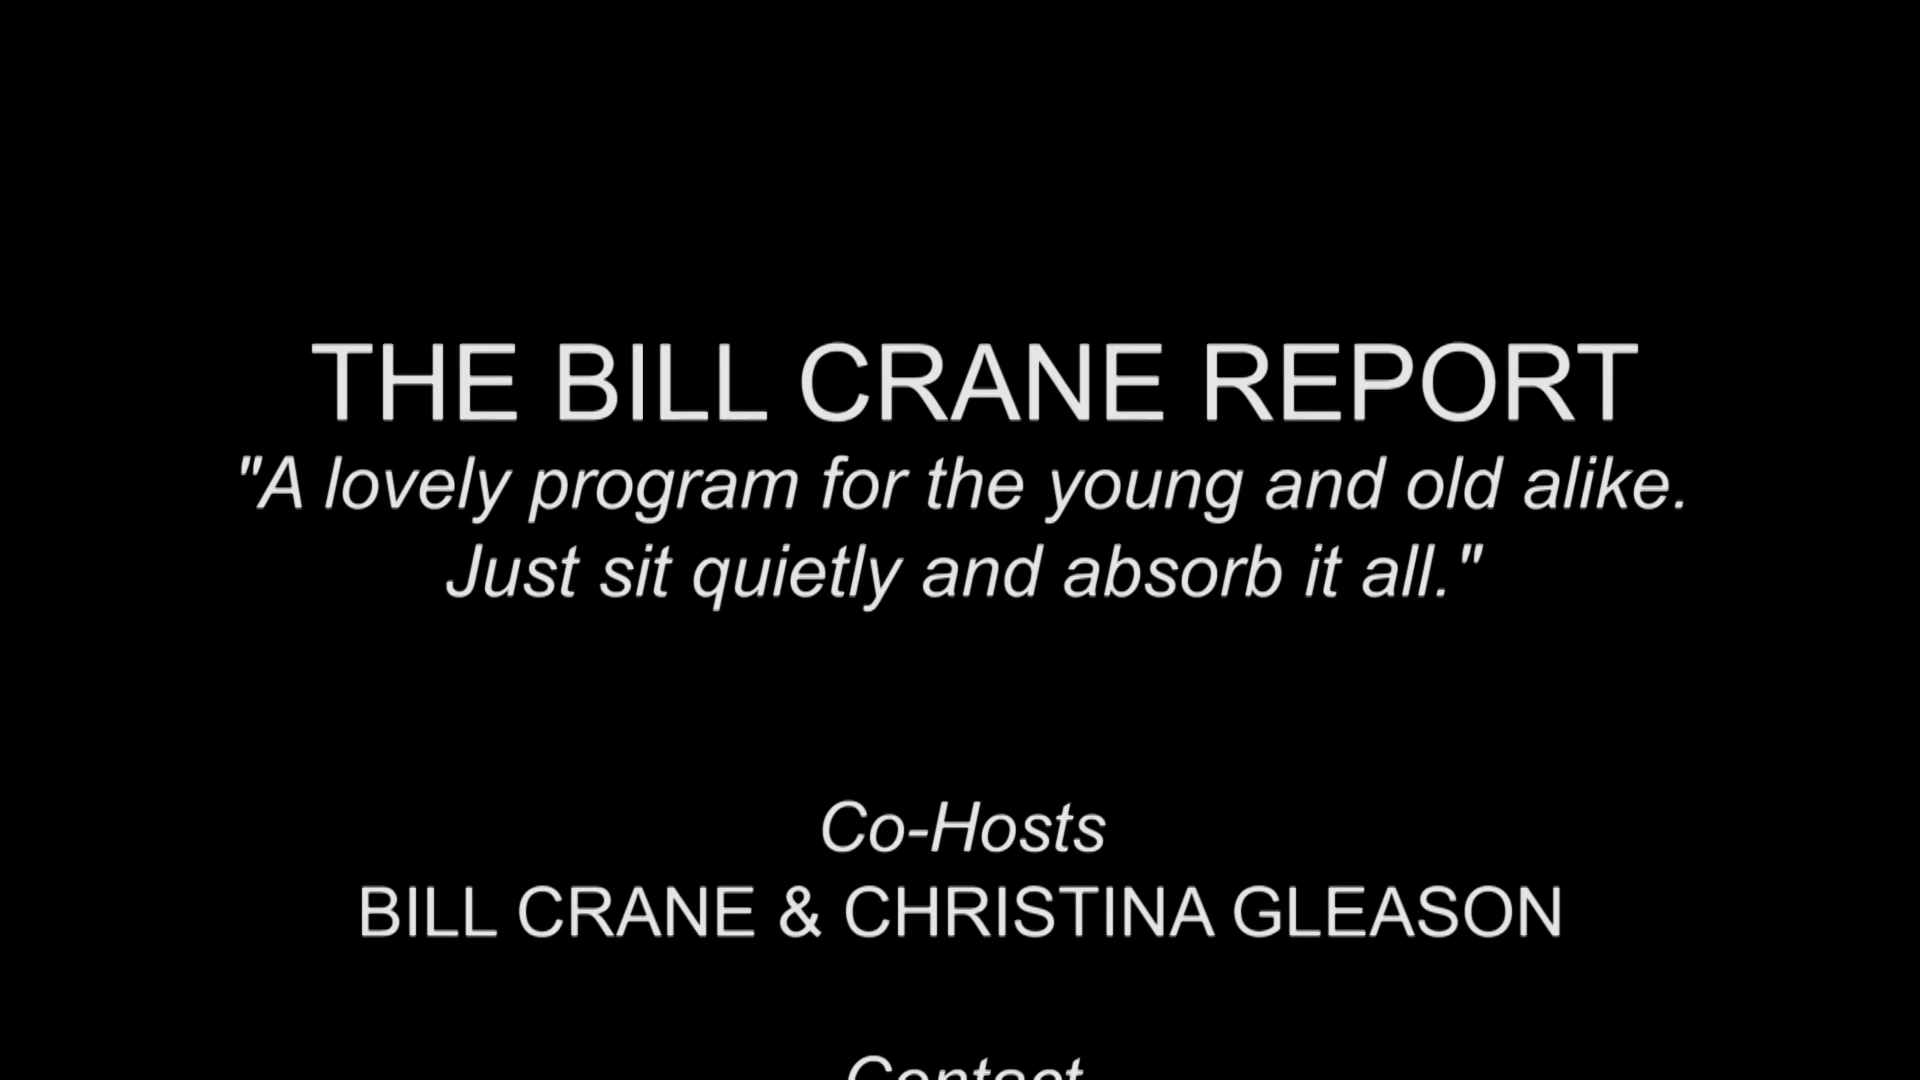 THE BILL CRANE REPORT
"A lovely program for the young and old alike.
Just sit quietly and absorb it all."
Co-Hosts
BILL CRANE & CHRISTINA GLEASON
Contact